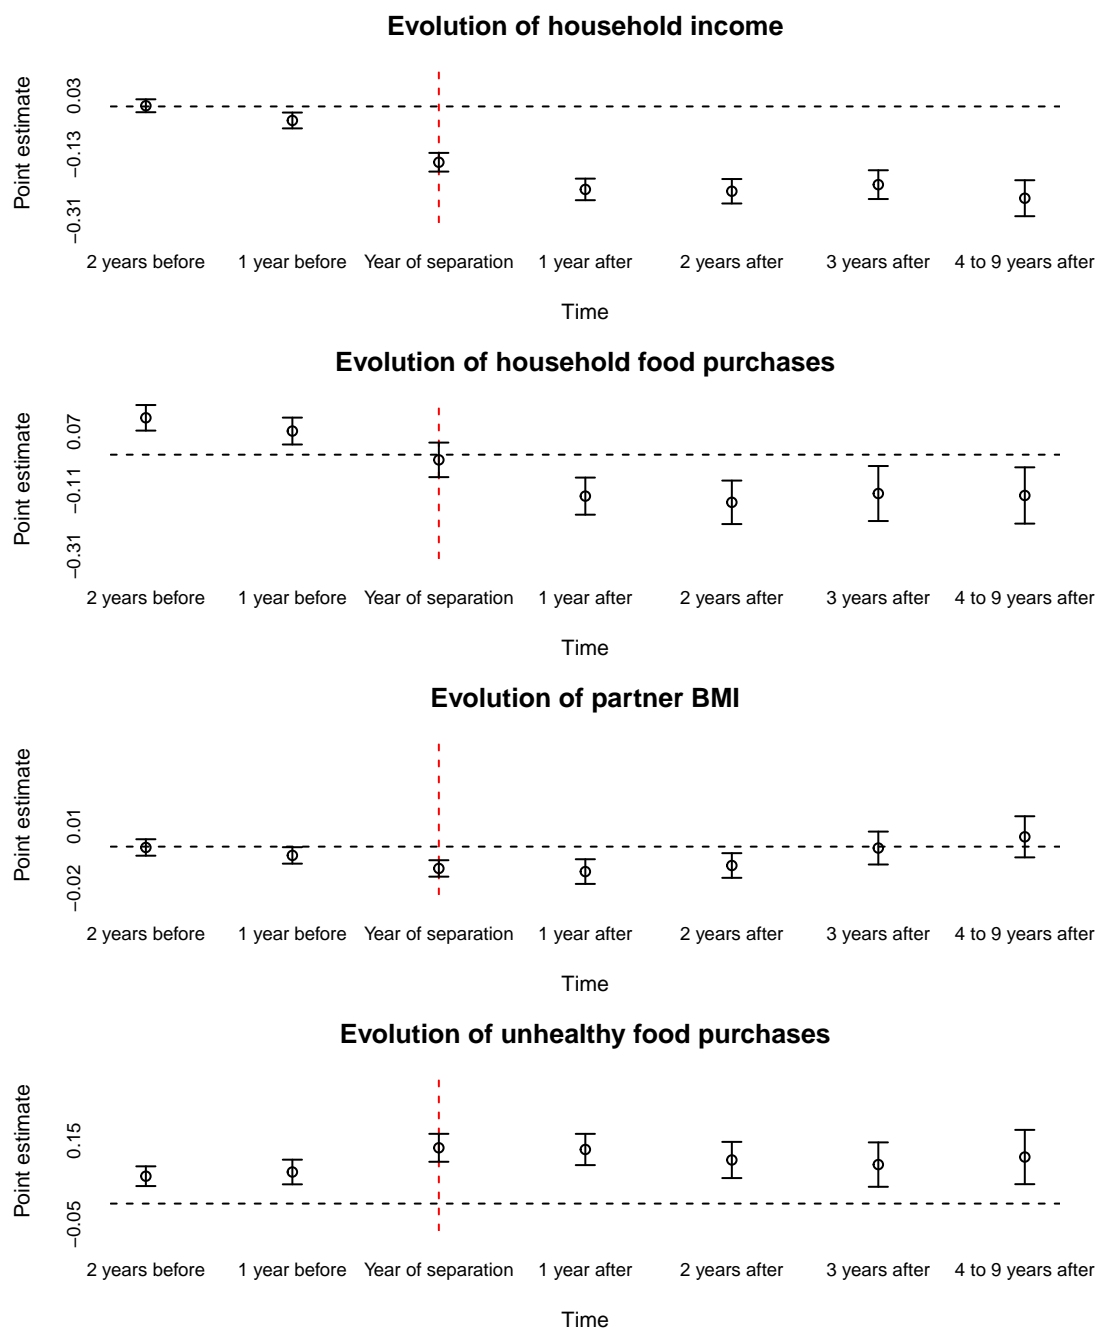 Evolution of household income
Point estimate
0.03
−0.13
−0.31
2 years before 1 year before Year of separation 1 year after 2 years after 3 years after 4 to 9 years after
Time
Evolution of household food purchases
Point estimate
0.07
−0.11
−0.31
2 years before 1 year before Year of separation 1 year after 2 years after 3 years after 4 to 9 years after
Time
Evolution of partner BMI
Point estimate
0.01
−0.02
2 years before 1 year before Year of separation 1 year after 2 years after 3 years after 4 to 9 years after
Time
Evolution of unhealthy food purchases
Point estimate
0.15
−0.05
2 years before 1 year before Year of separation 1 year after 2 years after 3 years after 4 to 9 years after
Time